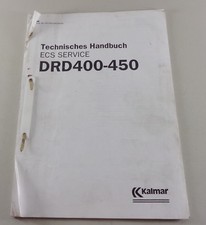 Technisches Handbuch
ECS SERVICE
DRD400-450
Kalmar